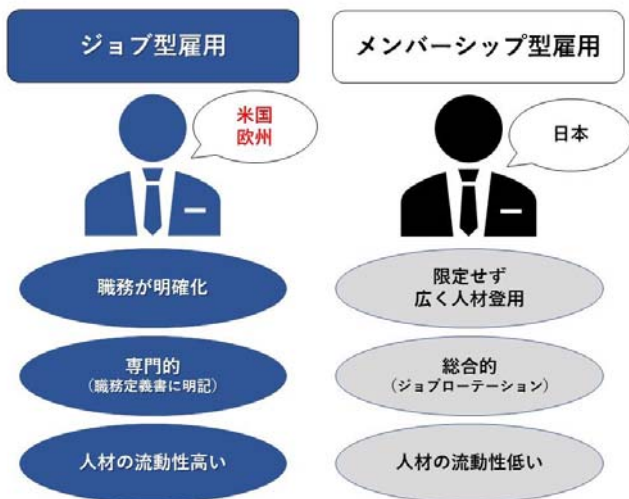 ジョブ型雇用
メンバーシップ型雇用
米国
欧州
日本
職務が明確化
限定せず
広く人材登用
専門的
(職務定義書に明記)
総合的
(ジョブローテーション)
人材の流動性高い
人材の流動性低い